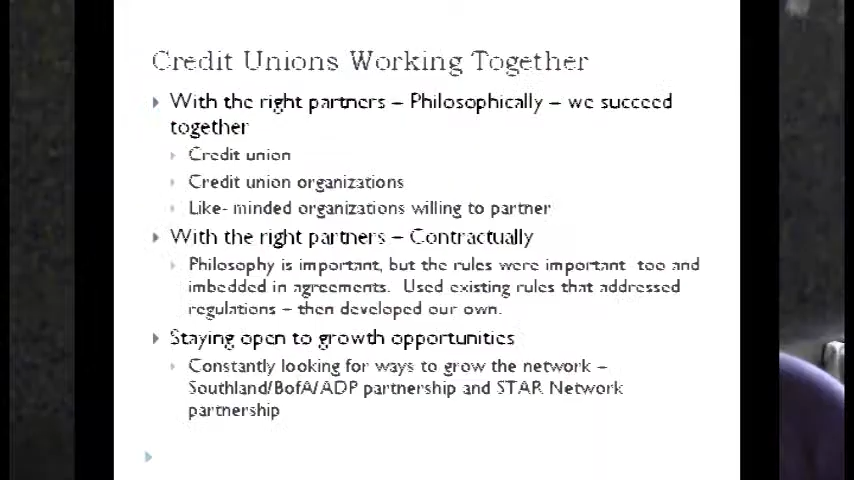 Credit Unions Working Together
With the right partners – Philosophically – we succeed
together
Credit union
Credit union organizations
Like- minded organizations willing to partner
With the right partners – Contractually
Philosophy is important, but the rules were important too and
imbedded in agreements. Used existing rules that addressed
regulations – then developed our own.
Staying open to growth opportunities
Constantly looking for ways to grow the network –
Southland/BofA/ADP partnership and STAR Network
partnership